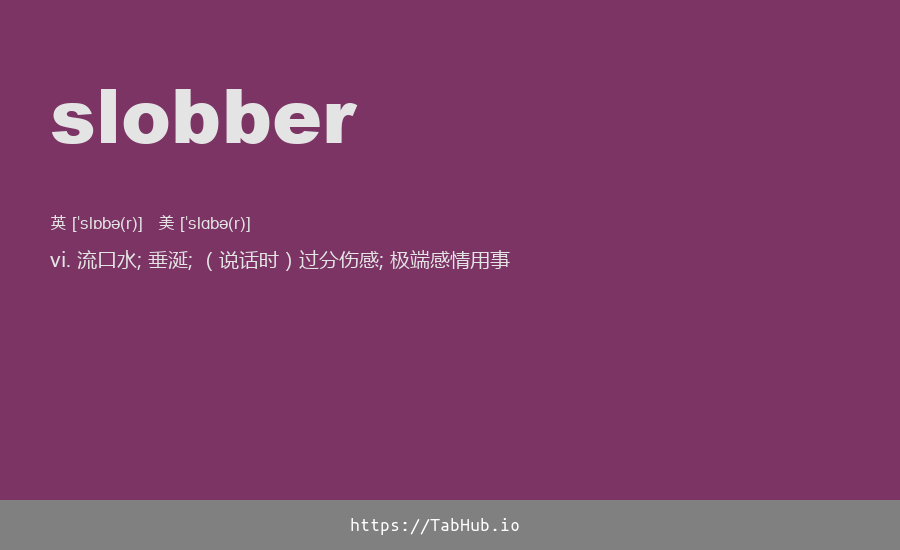 slobber
英 [ˈslɒbə(r)]  美 [ˈslɑbə(r)]
vi. 流口水; 垂涎; （说话时）过分伤感; 极端感情用事
https://TabHub.io